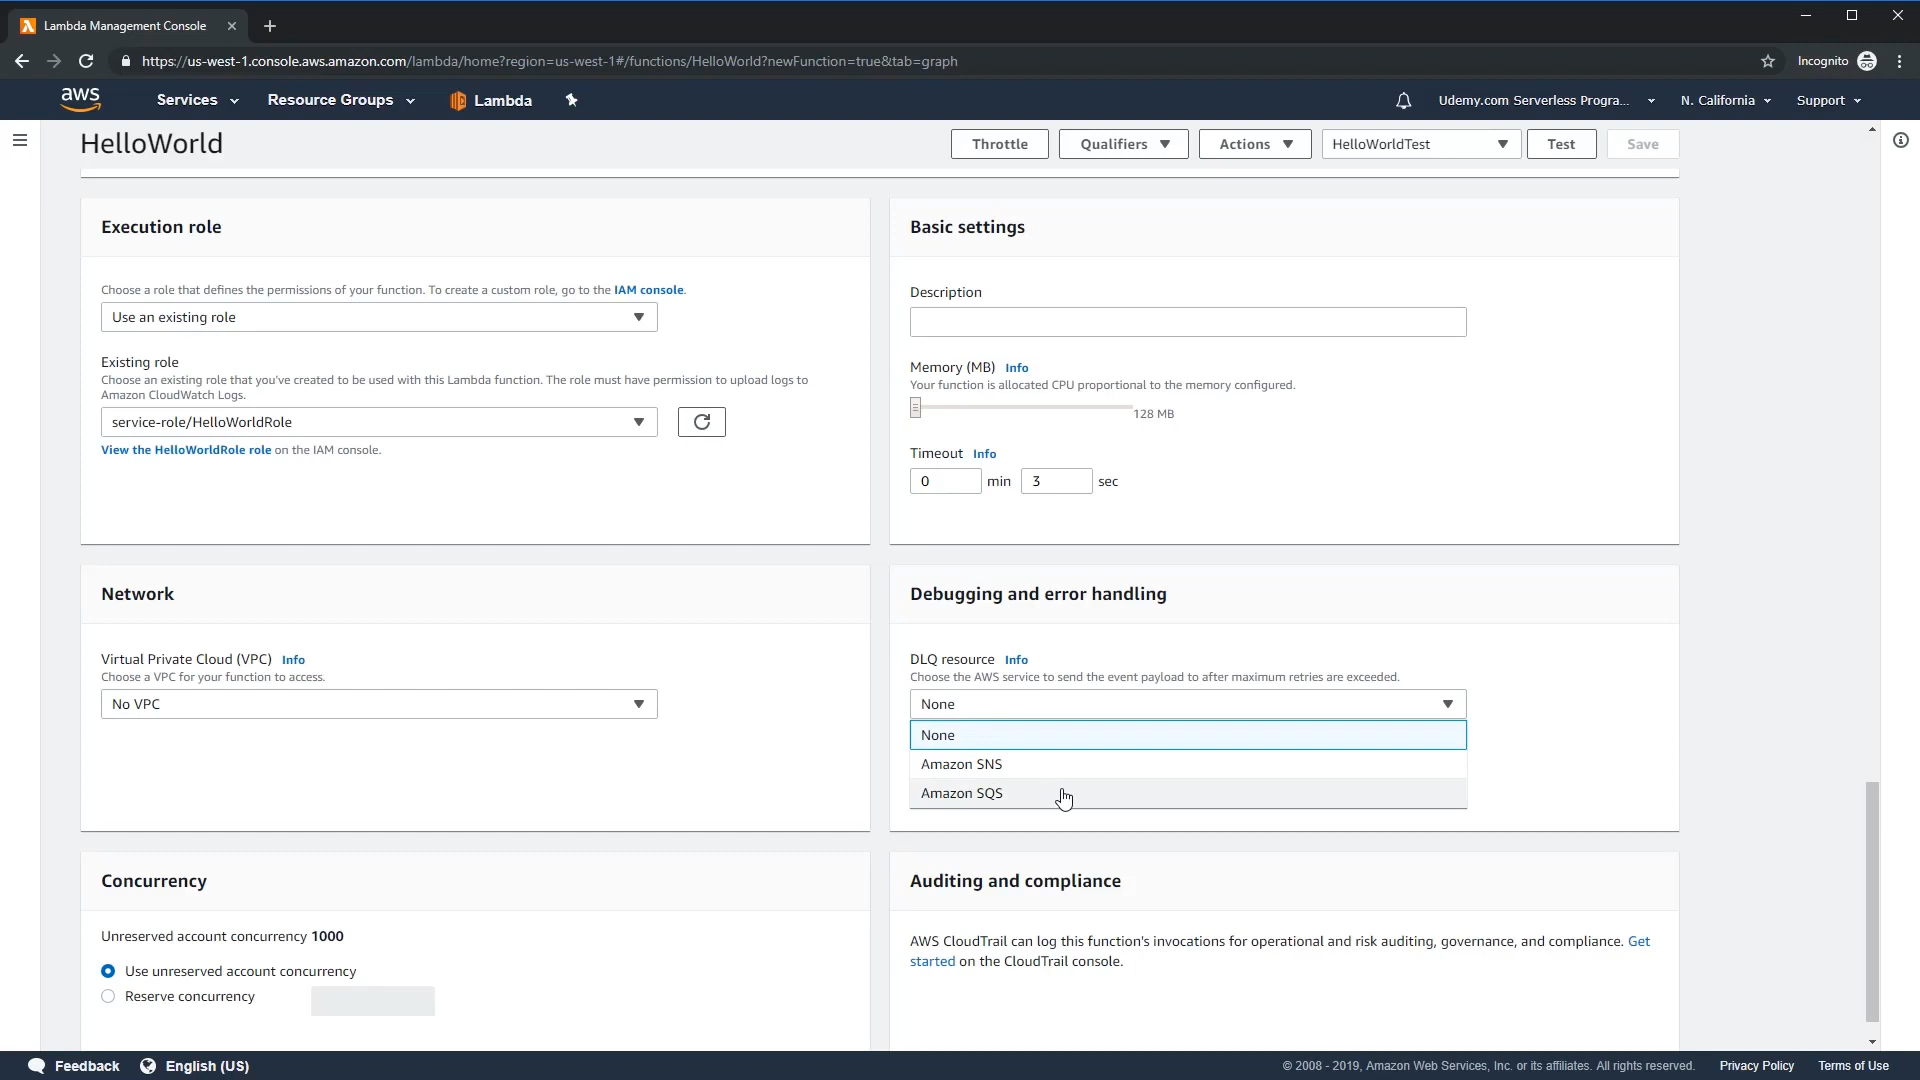 Lambda Management Console
https://us-west-1.console.aws.amazon.com/lambda/home?region=us-west-1#/functions/HelloWorld?newFunction=true&tab=graph
Incognito
aws
Services
Resource Groups
Lambda
Udemy.com Serverless Progra...
N. California
Support
HelloWorld
Throttle
Qualifiers
Actions
HelloWorldTest
Test
Save
Execution role
Choose a role that defines the permissions of your function. To create a custom role, go to the IAM console.
Use an existing role
Existing role
Choose an existing role that you've created to be used with this Lambda function. The role must have permission to upload logs to
Amazon CloudWatch Logs.
service-role/HelloWorldRole
View the HelloWorldRole role on the IAM console.
Basic settings
Description
Memory (MB) Info
Your function is allocated CPU proportional to the memory configured.
128 MB
Timeout Info
0 min 3 sec
Network
Virtual Private Cloud (VPC) Info
Choose a VPC for your function to access.
No VPC
Debugging and error handling
DLQ resource Info
Choose the AWS service to send the event payload to after maximum retries are exceeded.
None
None
Amazon SNS
Amazon SQS
Concurrency
Unreserved account concurrency 1000
Use unreserved account concurrency
Reserve concurrency
Auditing and compliance
AWS CloudTrail can log this function's invocations for operational and risk auditing, governance, and compliance. Get
started on the CloudTrail console.
Feedback
English (US)
© 2008 - 2019, Amazon Web Services, Inc. or its affiliates. All rights reserved.
Privacy Policy
Terms of Use